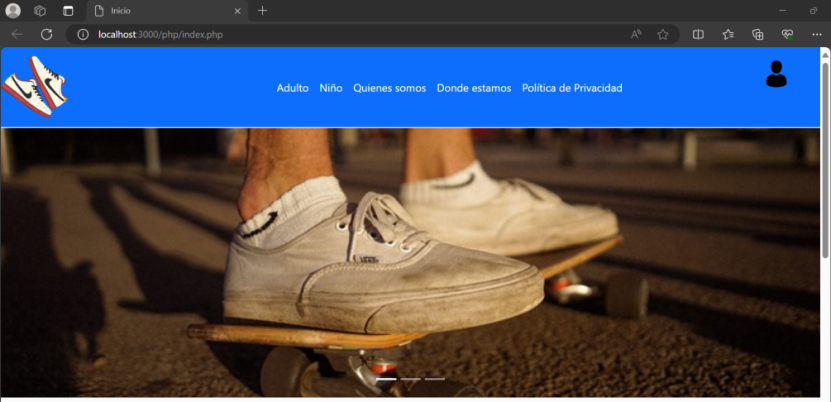 Inicio
localhost:3000/php/index.php
Adulto Niño Quienes somos Donde estamos Política de Privacidad
VANS